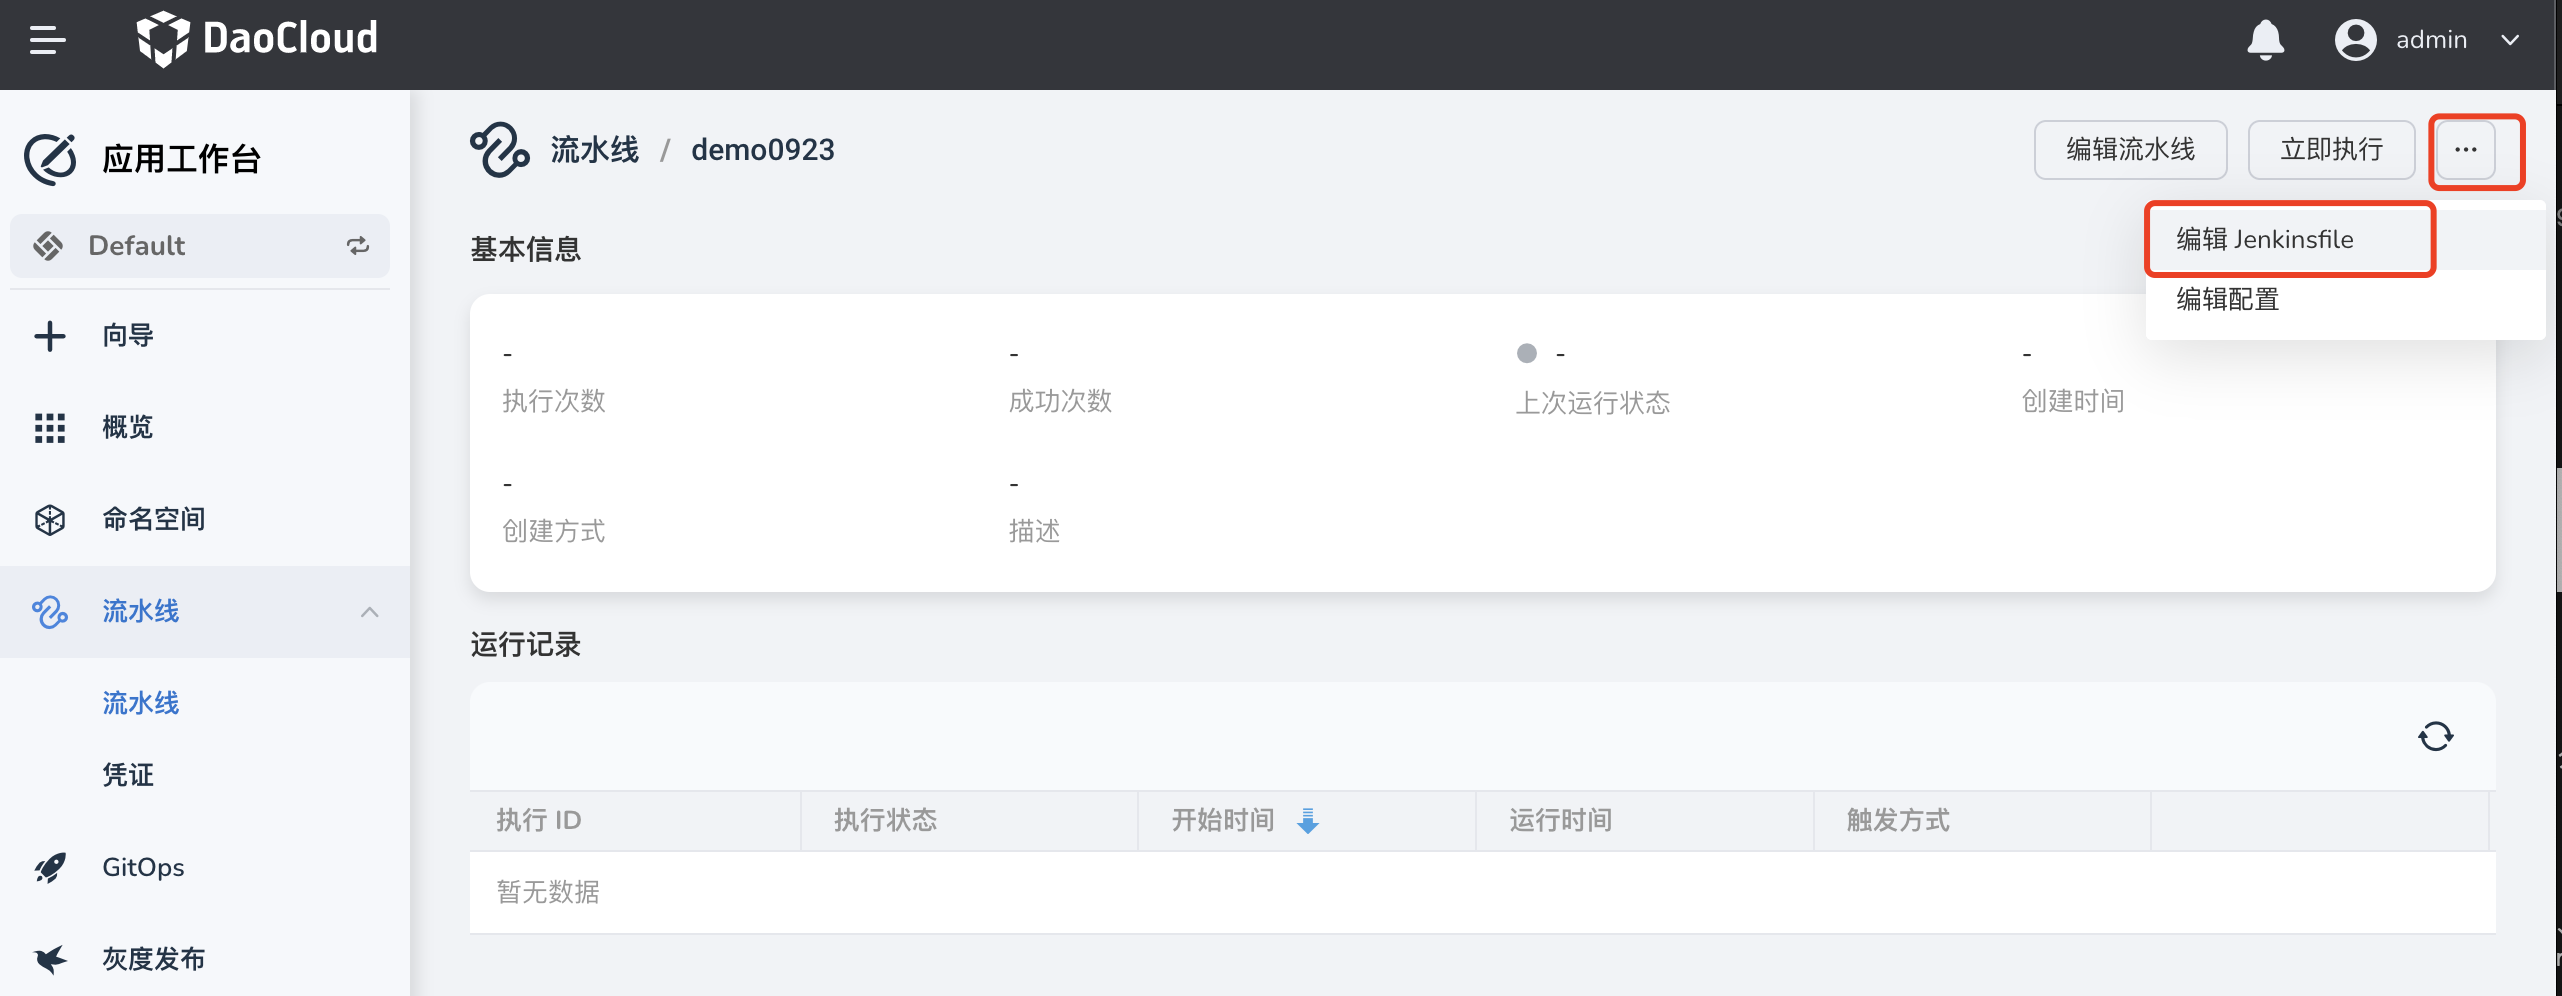 DaoCloud
admin
应用工作台
Default
向导
概览
命名空间
流水线
流水线
凭证
GitOps
灰度发布
流水线 / demo0923
编辑流水线
立即执行
...
编辑 Jenkinsfile
编辑配置
基本信息
-
执行次数
-
成功次数
-
上次运行状态
-
创建时间
-
创建方式
-
描述
运行记录
执行 ID 执行状态 开始时间 运行时间 触发方式
暂无数据